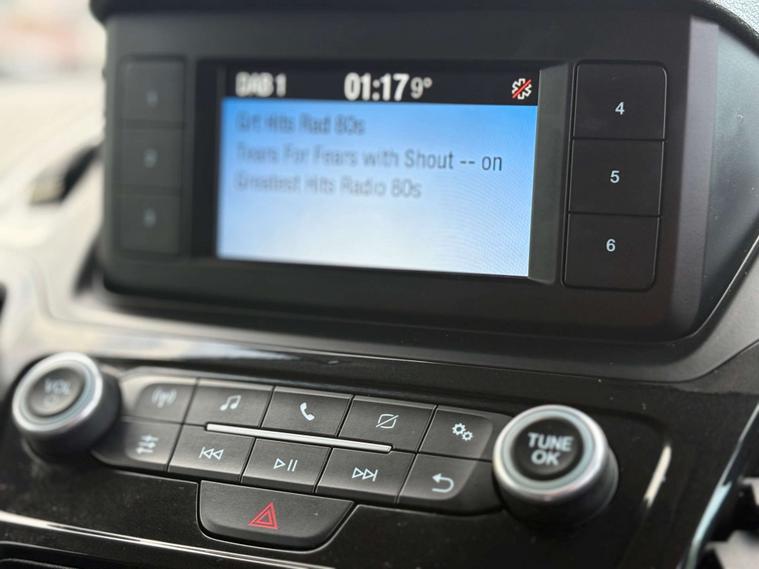 DAB 1 01:17 9°
Grt Hits Rad 80s
Tears For Fears with Shout -- on
Greatest Hits Radio 80s
4
5
6
VOL
TUNE
OK